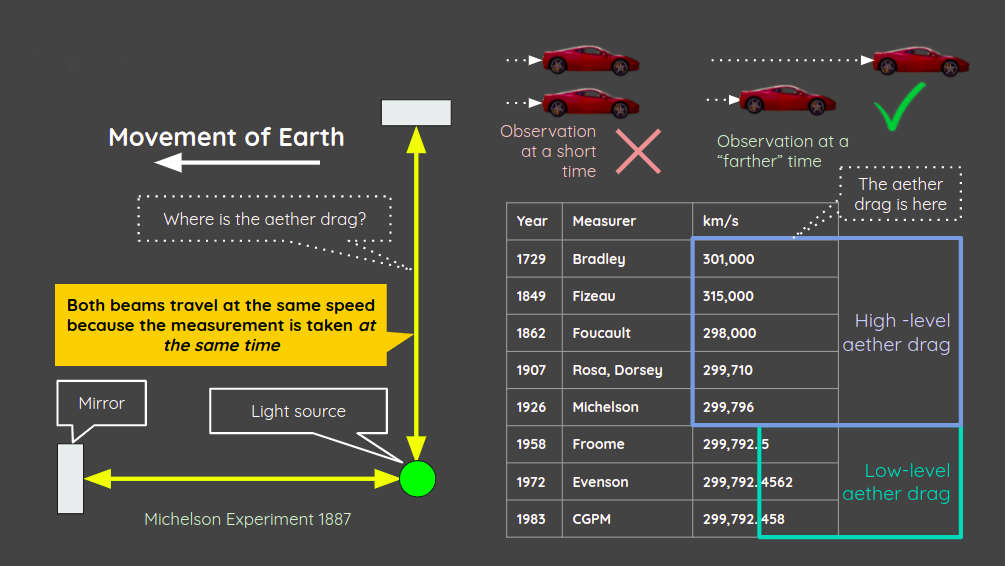 Movement of Earth
Where is the aether drag?
Both beams travel at the same speed
because the measurement is taken at
the same time
Mirror
Light source
Michelson Experiment 1887
Observation
at a short
time
Observation at a
“farther” time
The aether
drag is here
Year Measurer km/s
1729 Bradley 301,000
1849 Fizeau 315,000
1862 Foucault 298,000
1907 Rosa, Dorsey 299,710
1926 Michelson 299,796
1958 Froome 299,792.5
1972 Evenson 299,792.4562
1983 CGPM 299,792.458
High -level
aether drag
Low-level
aether drag